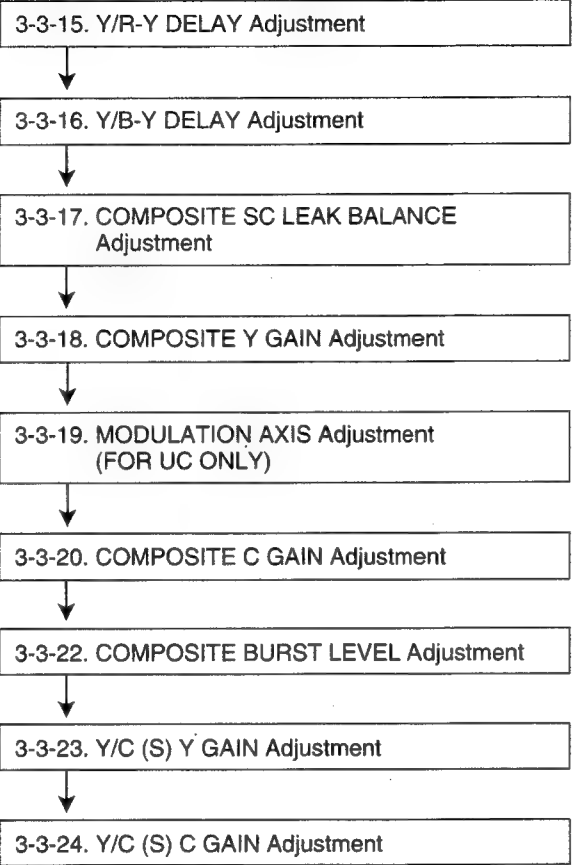 3-3-15. Y/R-Y DELAY Adjustment
3-3-16. Y/B-Y DELAY Adjustment
3-3-17. COMPOSITE SC LEAK BALANCE
Adjustment
3-3-18. COMPOSITE Y GAIN Adjustment
3-3-19. MODULATION AXIS Adjustment
(FOR UC ONLY)
3-3-20. COMPOSITE C GAIN Adjustment
3-3-22. COMPOSITE BURST LEVEL Adjustment
3-3-23. Y/C (S) Y GAIN Adjustment
3-3-24. Y/C (S) C GAIN Adjustment